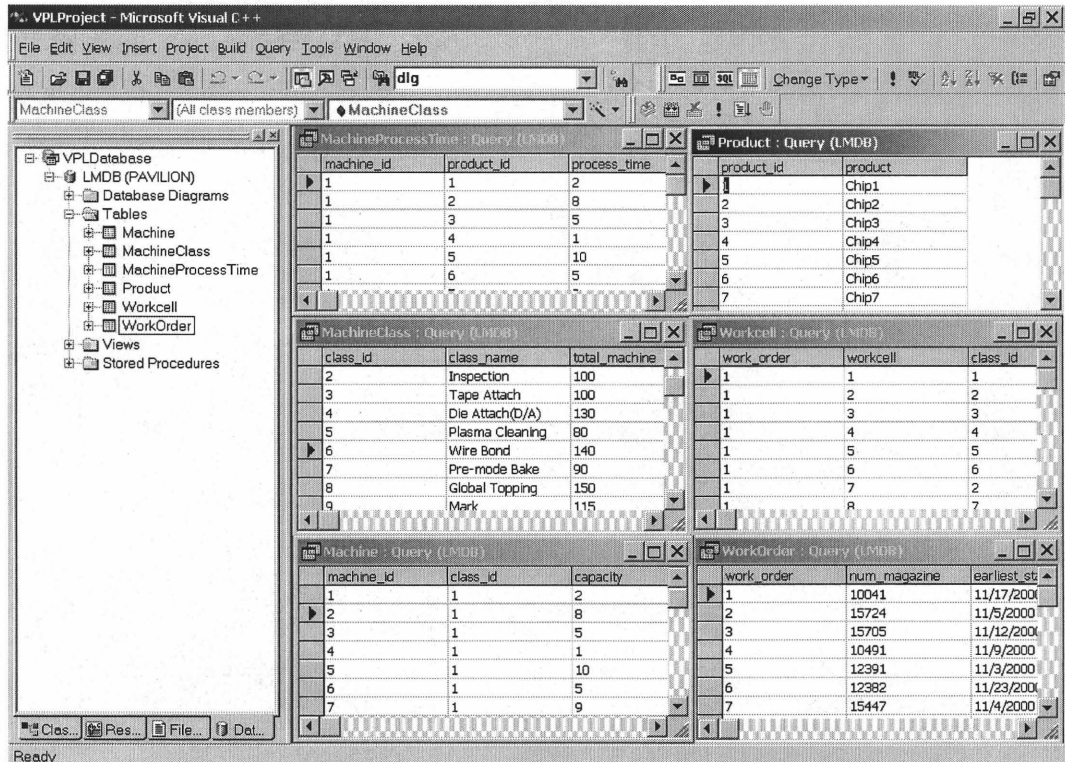 VPLProject - Microsoft Visual C++
File Edit View Insert Project Build Query Tools Window Help
dlg
SQL
Change Type
MachineClass
(All class members)
MachineClass
VPLDatabase
LMDB (PAVILION)
Database Diagrams
Tables
Machine
MachineClass
MachineProcessTime
Product
Workcell
WorkOrder
Views
Stored Procedures
Clas... Res... File... Dat...
MachineProcessTime : Query (LMDB)
machine_id product_id process_time
1 1 2
1 2 8
1 3 5
1 4 1
1 5 10
1 6 5
Product : Query (LMDB)
product_id product
1 Chip1
2 Chip2
3 Chip3
4 Chip4
5 Chip5
6 Chip6
7 Chip7
MachineClass : Query (LMDB)
class_id class_name total_machine
2 Inspection 100
3 Tape Attach 100
4 Die Attach(D/A) 130
5 Plasma Cleaning 80
6 Wire Bond 140
7 Pre-mode Bake 90
8 Global Topping 150
9 Mark 115
Workcell : Query (LMDB)
work_order workcell class_id
1 1 1
1 2 2
1 3 3
1 4 4
1 5 5
1 6 6
1 7 2
1 8 7
Machine : Query (LMDB)
machine_id class_id capacity
1 1 2
2 1 8
3 1 5
4 1 1
5 1 10
6 1 5
7 1 9
WorkOrder : Query (LMDB)
work_order num_magazine earliest_sta
1 10041 11/17/2000
2 15724 11/5/2000
3 15705 11/12/2000
4 10491 11/9/2000
5 12391 11/3/2000
6 12382 11/23/2000
7 15447 11/4/2000
Ready